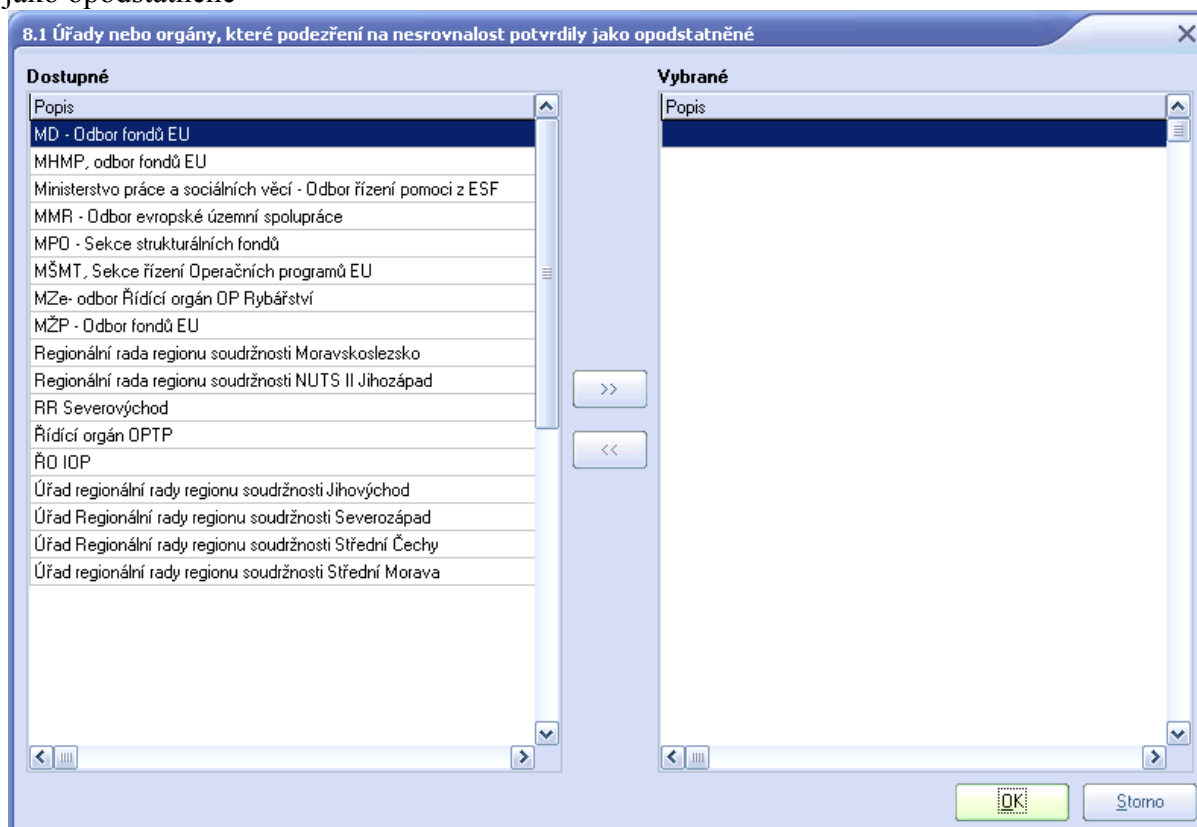 jako opodstatněné
8.1 Úřady nebo orgány, které podezření na nesrovnalost potvrdily jako opodstatněné
Dostupné
Popis
MD - Odbor fondů EU
MHMP, odbor fondů EU
Ministerstvo práce a sociálních věcí - Odbor řízení pomoci z ESF
MMR - Odbor evropské územní spolupráce
MPO - Sekce strukturálních fondů
MŠMT, Sekce řízení Operačních programů EU
MZe- odbor Řídící orgán OP Rybářství
MŽP - Odbor fondů EU
Regionální rada regionu soudržnosti Moravskoslezsko
Regionální rada regionu soudržnosti NUTS II Jihozápad
RR Severovýchod
Řídící orgán OPTP
ŘO IOP
Úřad regionální rady regionu soudržnosti Jihovýchod
Úřad Regionální rady regionu soudržnosti Severozápad
Úřad Regionální rady regionu soudržnosti Střední Čechy
Úřad regionální rady regionu soudržnosti Střední Morava
>>
<<
Vybrané
Popis
OK
Storno